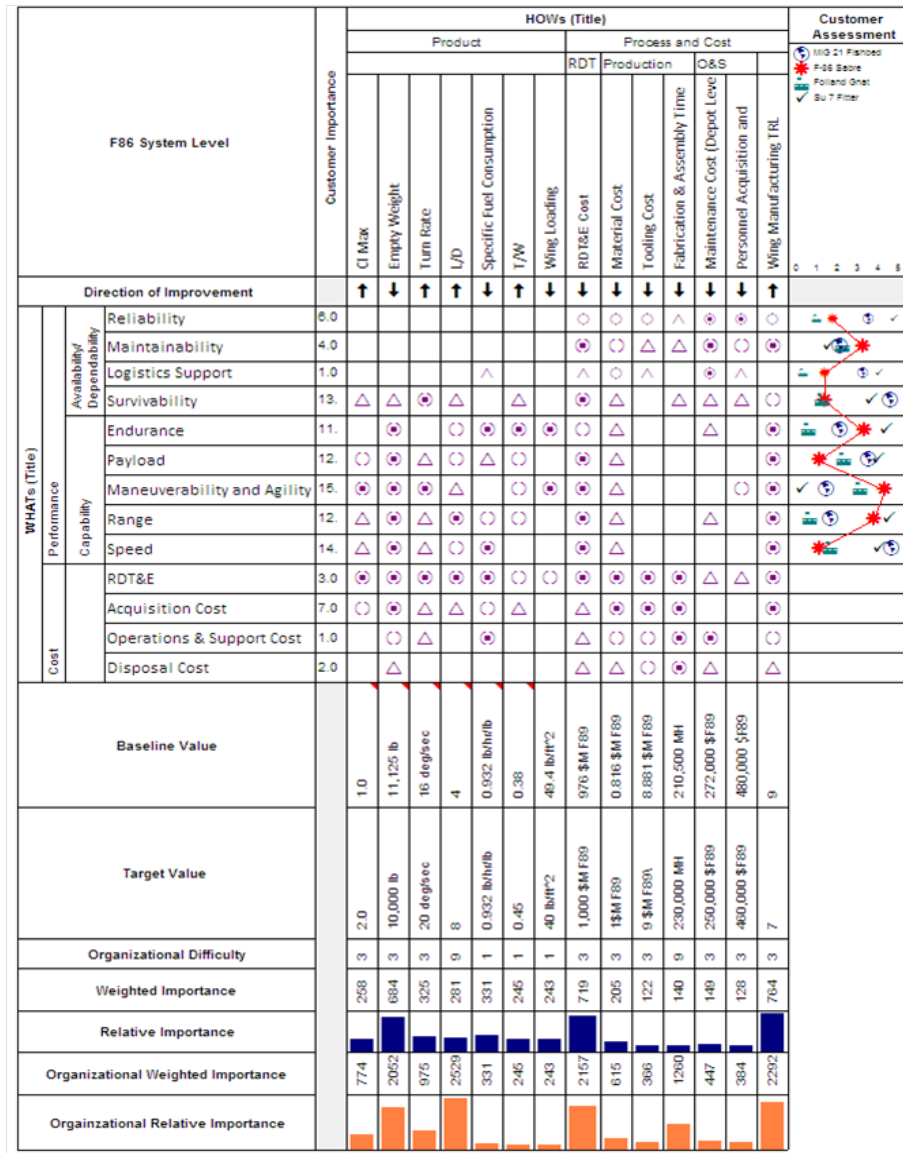 HOWs (Title)
Customer Assessment
Product
Process and Cost
RDT
Production
O&S
MIG 21 Fishbed
F-86 Sabre
Folland Gnat
Su 7 Fitter
F86 System Level
Customer Importance
Cl Max
Empty Weight
Turn Rate
L/D
Specific Fuel Consumption
T/W
Wing Loading
RDT&E Cost
Material Cost
Tooling Cost
Fabrication & Assembly Time
Maintenance Cost (Depot Leve
Personnel Acquisition and
Wing Manufacturing TRL
0 1 2 3 4 5
Direction of Improvement
WHATs (Title)
Performance
Availability/ Dependability
Reliability 6.0
Maintainability 4.0
Logistics Support 1.0
Survivability 13.
Capability
Endurance 11.
Payload 12.
Maneuverability and Agility 15.
Range 12.
Speed 14.
Cost
RDT&E 3.0
Acquisition Cost 7.0
Operations & Support Cost 1.0
Disposal Cost 2.0
Baseline Value
1.0
11,125 lb
16 deg/sec
4
0.932 lb/hr/lb
0.38
49.4 lb/ft^2
976 $M F89
0.816 $M F89
8.881 $M F89
210,500 MH
272,000 $F89
480,000 $F89
9
Target Value
2.0
10,000 lb
20 deg/sec
8
0.932 lb/hr/lb
0.45
40 lb/ft^2
1,000 $M F89
1$M F89
9 $M F89\
230,000 MH
250,000 $F89
460,000 $F89
7
Organizational Difficulty 3 3 3 9 1 1 1 3 3 3 9 3 3 3
Weighted Importance 258 684 325 281 331 245 243 719 205 122 140 149 128 764
Relative Importance
Organizational Weighted Importance 774 2052 975 2529 331 245 243 2157 615 366 1260 447 384 2292
Orgainzational Relative Importance